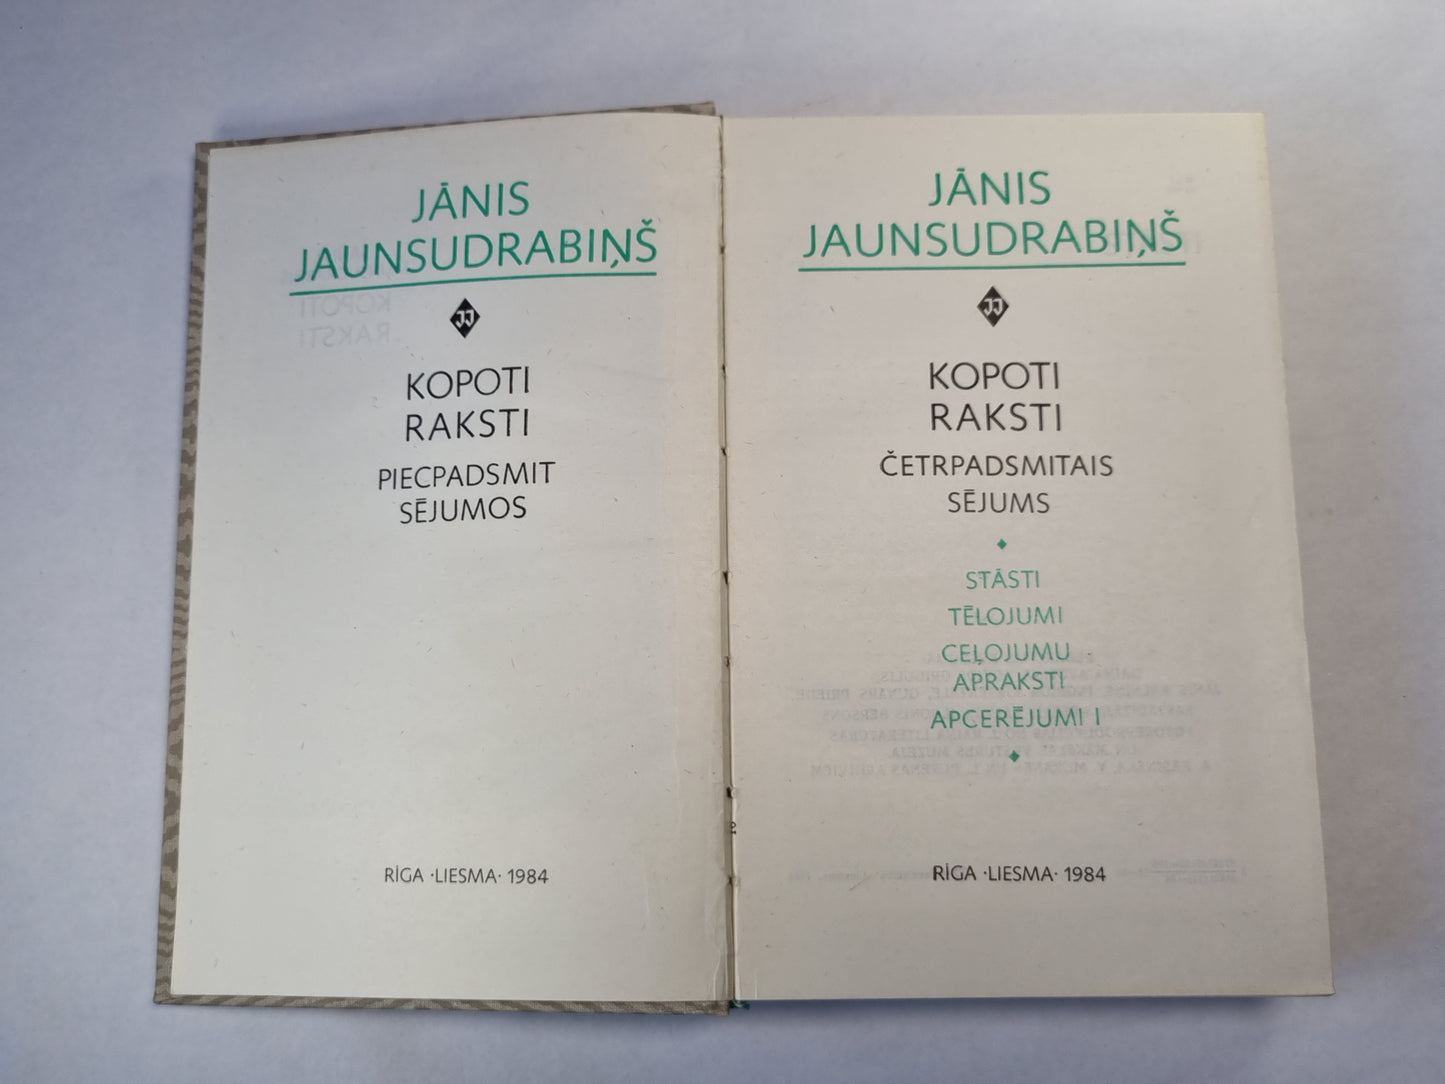 JĀNIS
JAUNSUDRABIŅŠ
JJ
KOPOTI
RAKSTI
PIECPADSMIT
SĒJUMOS
RĪGA ·LIESMA· 1984
JĀNIS
JAUNSUDRABIŅŠ
JJ
KOPOTI
RAKSTI
ČETRPADSMITAIS
SĒJUMS
STĀSTI
TĒLOJUMI
CEĻOJUMU
APRAKSTI
APCERĒJUMI I
RĪGA ·LIESMA· 1984